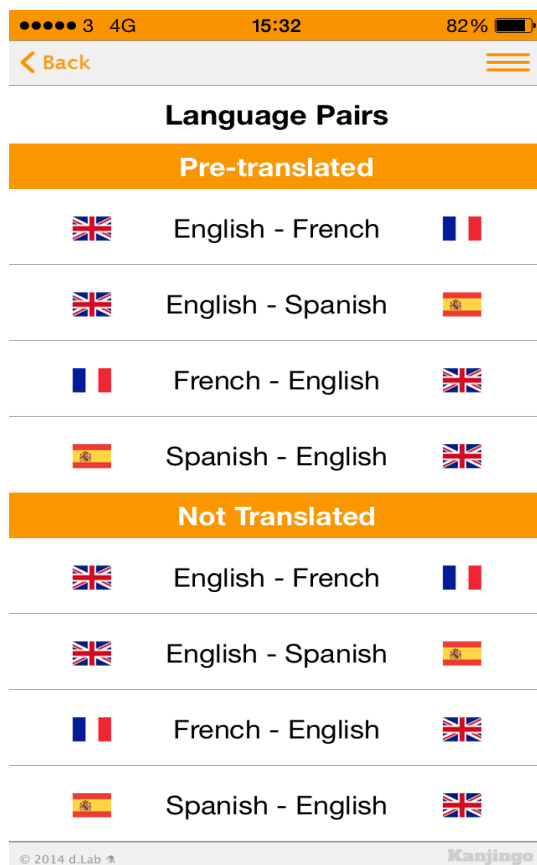 3 4G 15:32 82%
Back
Language Pairs
Pre-translated
English - French
English - Spanish
French - English
Spanish - English
Not Translated
English - French
English - Spanish
French - English
Spanish - English
© 2014 d.Lab Kanjingo